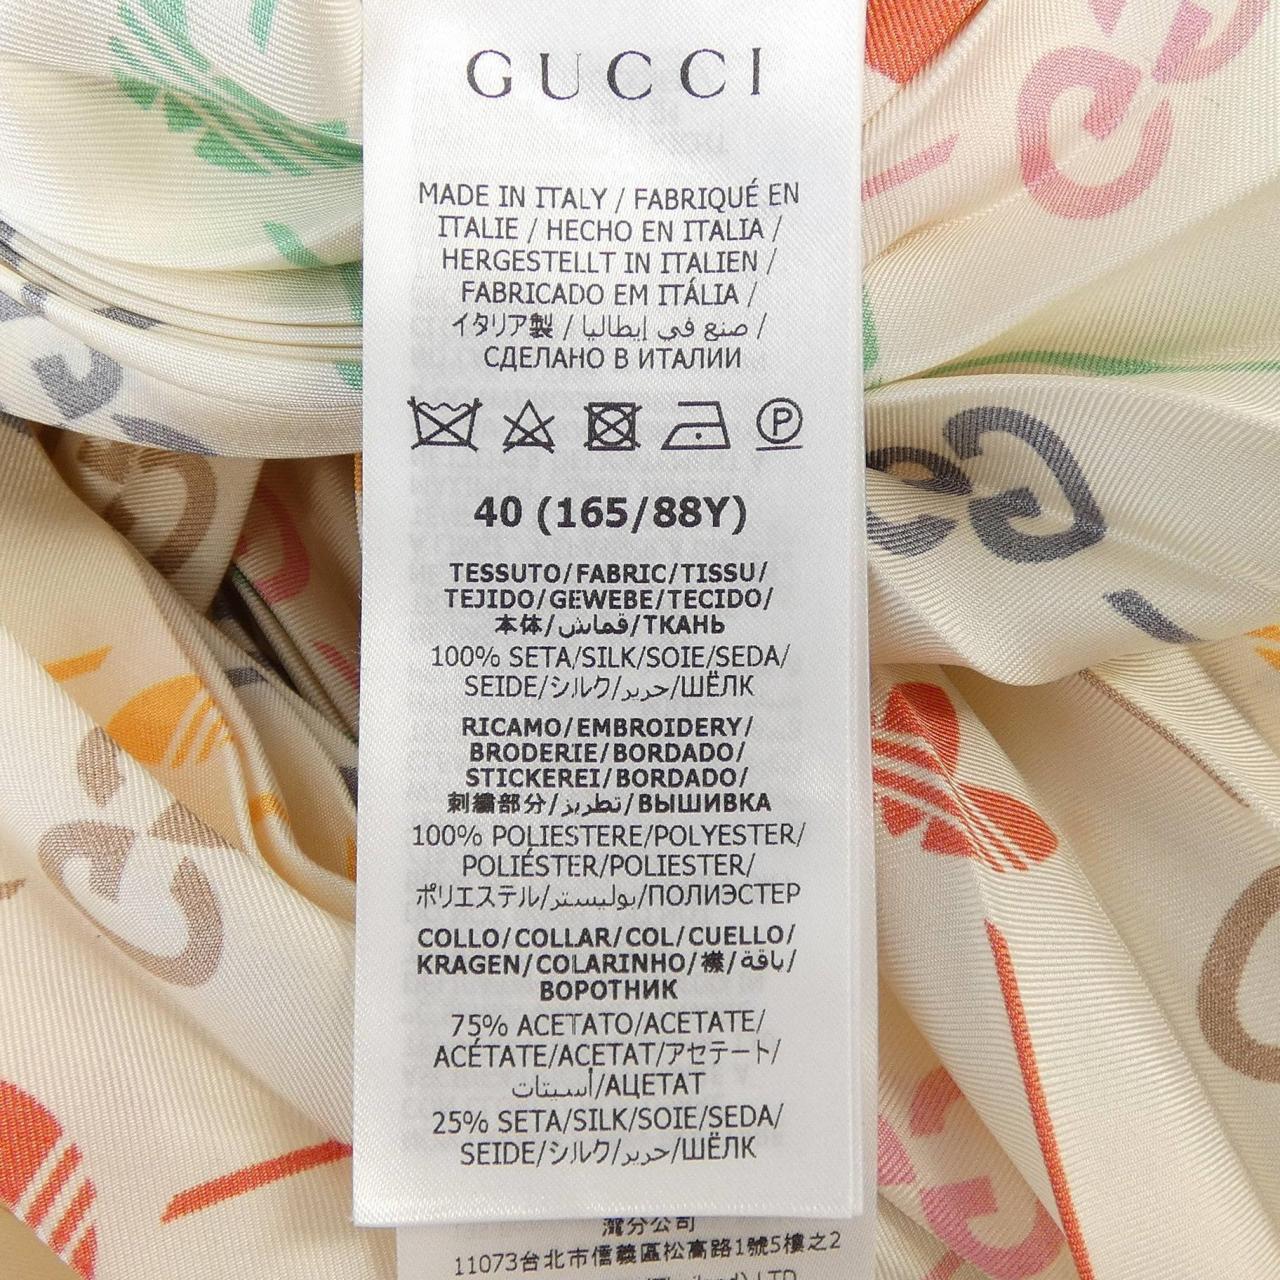 GUCCI
MADE IN ITALY / FABRIQUÉ EN
ITALIE / HECHO EN ITALIA /
HERGESTELLT IN ITALIEN /
FABRICADO EM ITÁLIA /
イタリア製 / صنع في إيطاليا /
СДЕЛАНО В ИТАЛИИ
P
40 (165/88Y)
TESSUTO/FABRIC/TISSU/
TEJIDO/GEWEBE/TECIDO/
本体/قماش/ТКАНЬ
100% SETA/SILK/SOIE/SEDA/
SEIDE/シルク/حرير/ШЁЛК
RICAMO/EMBROIDERY/
BRODERIE/BORDADO/
STICKEREI/BORDADO/
刺繍部分/تطريز/ВЫШИВКА
100% POLIESTERE/POLYESTER/
POLIÉSTER/POLIESTER/
ポリエステル/بوليستر/ПОЛИЭСТЕР
COLLO/COLLAR/COL/CUELLO/
KRAGEN/COLARINHO/襟/ياقة/
ВОРОТНИК
75% ACETATO/ACETATE/
ACÉTATE/ACETAT/アセテート/
أسيتات/АЦЕТАТ
25% SETA/SILK/SOIE/SEDA/
SEIDE/シルク/حرير/ШЁЛК
灣分公司
11073台北市信義區松高路1號5樓之2
(Thailand) LTD